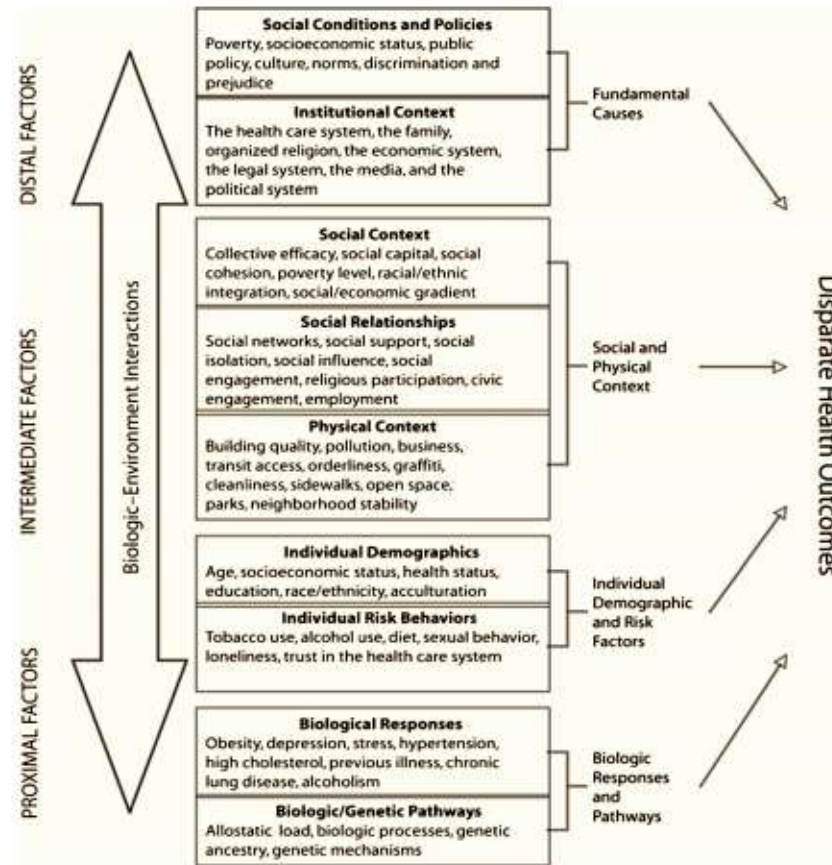 DISTAL FACTORS
INTERMEDIATE FACTORS
PROXIMAL FACTORS
Biologic–Environment Interactions
Social Conditions and Policies
Poverty, socioeconomic status, public
policy, culture, norms, discrimination and
prejudice
Institutional Context
The health care system, the family,
organized religion, the economic system,
the legal system, the media, and the
political system
Fundamental
Causes
Social Context
Collective efficacy, social capital, social
cohesion, poverty level, racial/ethnic
integration, social/economic gradient
Social Relationships
Social networks, social support, social
isolation, social influence, social
engagement, religious participation, civic
engagement, employment
Physical Context
Building quality, pollution, business,
transit access, orderliness, graffiti,
cleanliness, sidewalks, open space,
parks, neighborhood stability
Social and
Physical
Context
Individual Demographics
Age, socioeconomic status, health status,
education, race/ethnicity, acculturation
Individual Risk Behaviors
Tobacco use, alcohol use, diet, sexual behavior,
loneliness, trust in the health care system
Individual
Demographic
and Risk
Factors
Biological Responses
Obesity, depression, stress, hypertension,
high cholesterol, previous illness, chronic
lung disease, alcoholism
Biologic/Genetic Pathways
Allostatic load, biologic processes, genetic
ancestry, genetic mechanisms
Biologic
Responses
and
Pathways
Disparate Health Outcomes